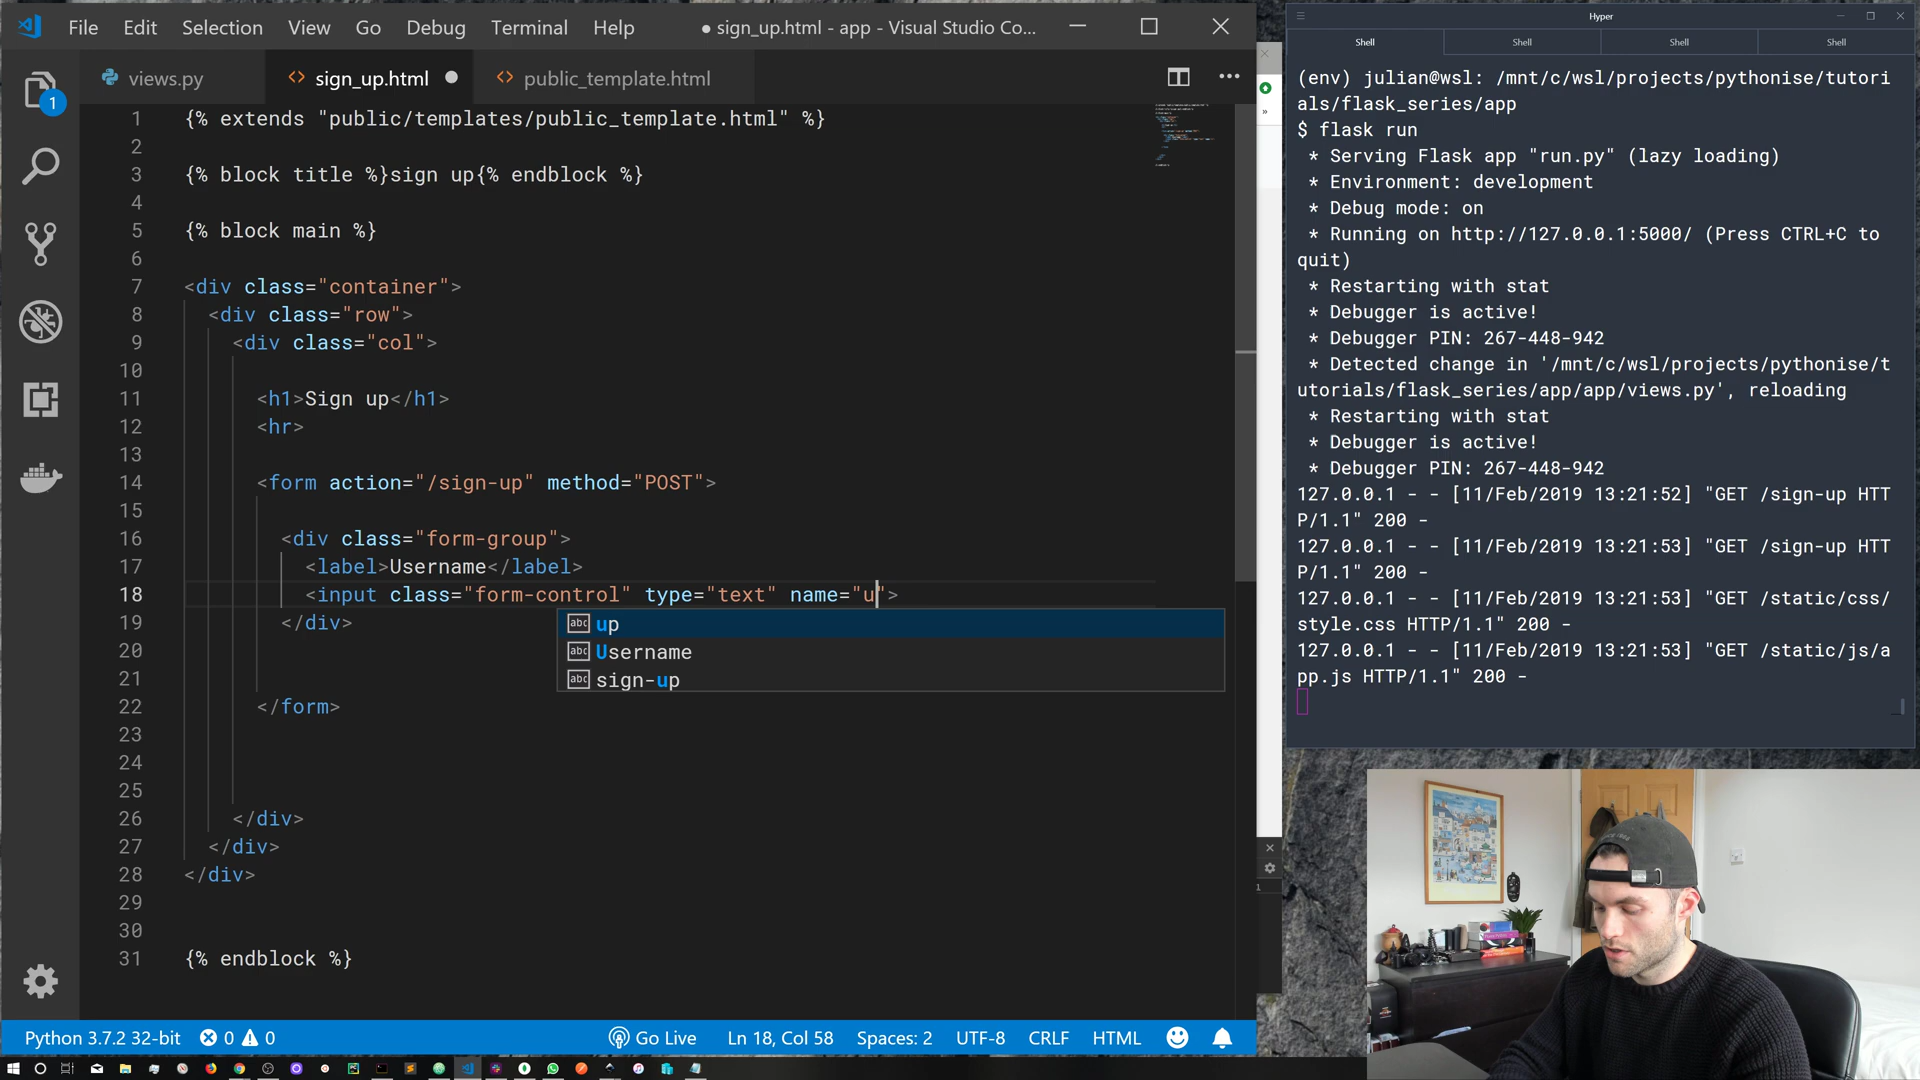 File Edit Selection View Go Debug Terminal Help ● sign_up.html - app - Visual Studio Co...
views.py sign_up.html public_template.html
1
1 {% extends "public/templates/public_template.html" %}
2
3 {% block title %}sign up{% endblock %}
4
5 {% block main %}
6
7 <div class="container">
8 <div class="row">
9 <div class="col">
10
11 <h1>Sign up</h1>
12 <hr>
13
14 <form action="/sign-up" method="POST">
15
16 <div class="form-group">
17 <label>Username</label>
18 <input class="form-control" type="text" name="u">
19 </div>
20
21
22 </form>
23
24
25
26 </div>
27 </div>
28 </div>
29
30
31 {% endblock %}
abc up
abc Username
abc sign-up
Python 3.7.2 32-bit 0 0 Go Live Ln 18, Col 58 Spaces: 2 UTF-8 CRLF HTML
Hyper
Shell Shell Shell Shell
(env) julian@wsl: /mnt/c/wsl/projects/pythonise/tutori
als/flask_series/app
$ flask run
* Serving Flask app "run.py" (lazy loading)
* Environment: development
* Debug mode: on
* Running on http://127.0.0.1:5000/ (Press CTRL+C to
quit)
* Restarting with stat
* Debugger is active!
* Debugger PIN: 267-448-942
* Detected change in '/mnt/c/wsl/projects/pythonise/t
utorials/flask_series/app/app/views.py', reloading
* Restarting with stat
* Debugger is active!
* Debugger PIN: 267-448-942
127.0.0.1 - - [11/Feb/2019 13:21:52] "GET /sign-up HTT
P/1.1" 200 -
127.0.0.1 - - [11/Feb/2019 13:21:53] "GET /sign-up HTT
P/1.1" 200 -
127.0.0.1 - - [11/Feb/2019 13:21:53] "GET /static/css/
style.css HTTP/1.1" 200 -
127.0.0.1 - - [11/Feb/2019 13:21:53] "GET /static/js/a
pp.js HTTP/1.1" 200 -